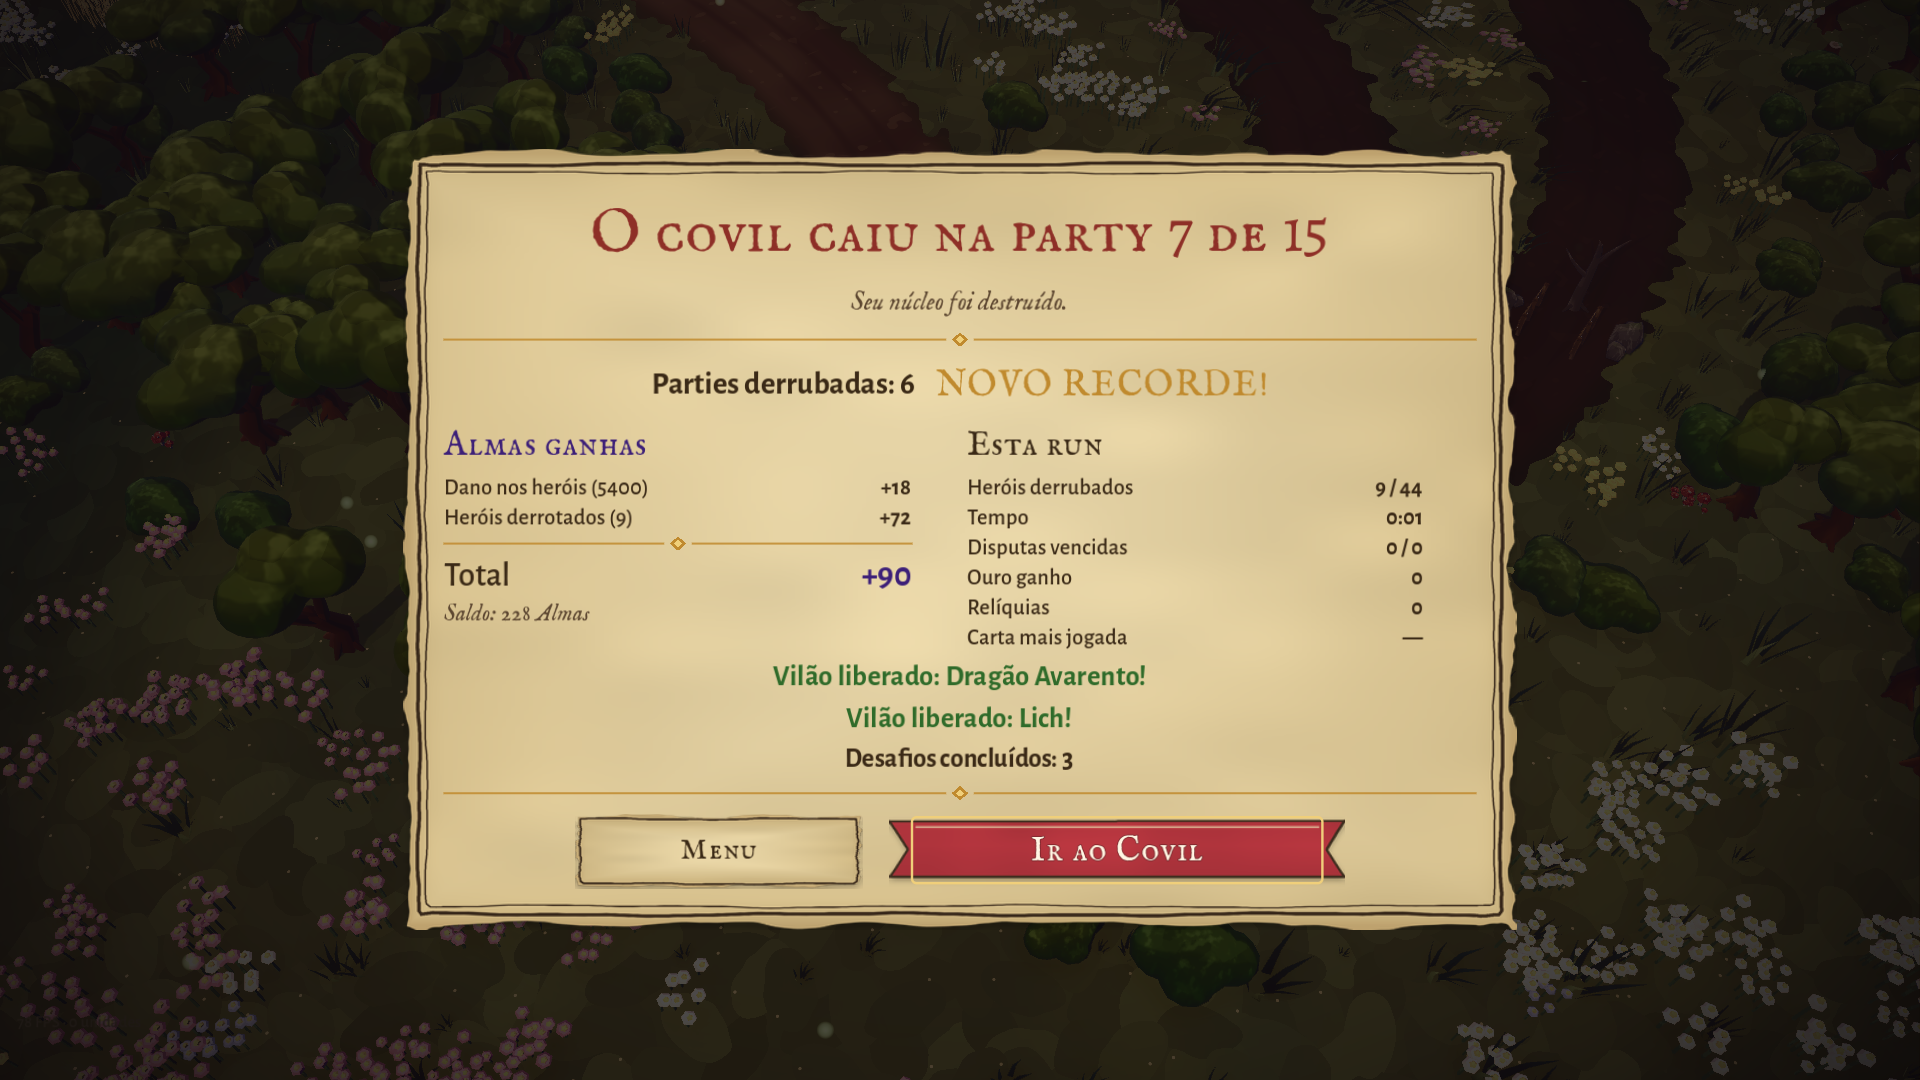 O covil caiu na party 7 de 15
Seu núcleo foi destruído.
Parties derrubadas: 6 NOVO RECORDE!
Almas ganhas
Dano nos heróis (5400) +18
Heróis derrotados (9) +72
Total +90
Saldo: 228 Almas
Esta run
Heróis derrubados 9 / 44
Tempo 0:01
Disputas vencidas 0 / 0
Ouro ganho 0
Relíquias 0
Carta mais jogada —
Vilão liberado: Dragão Avarento!
Vilão liberado: Lich!
Desafios concluídos: 3
Menu
Ir ao Covil